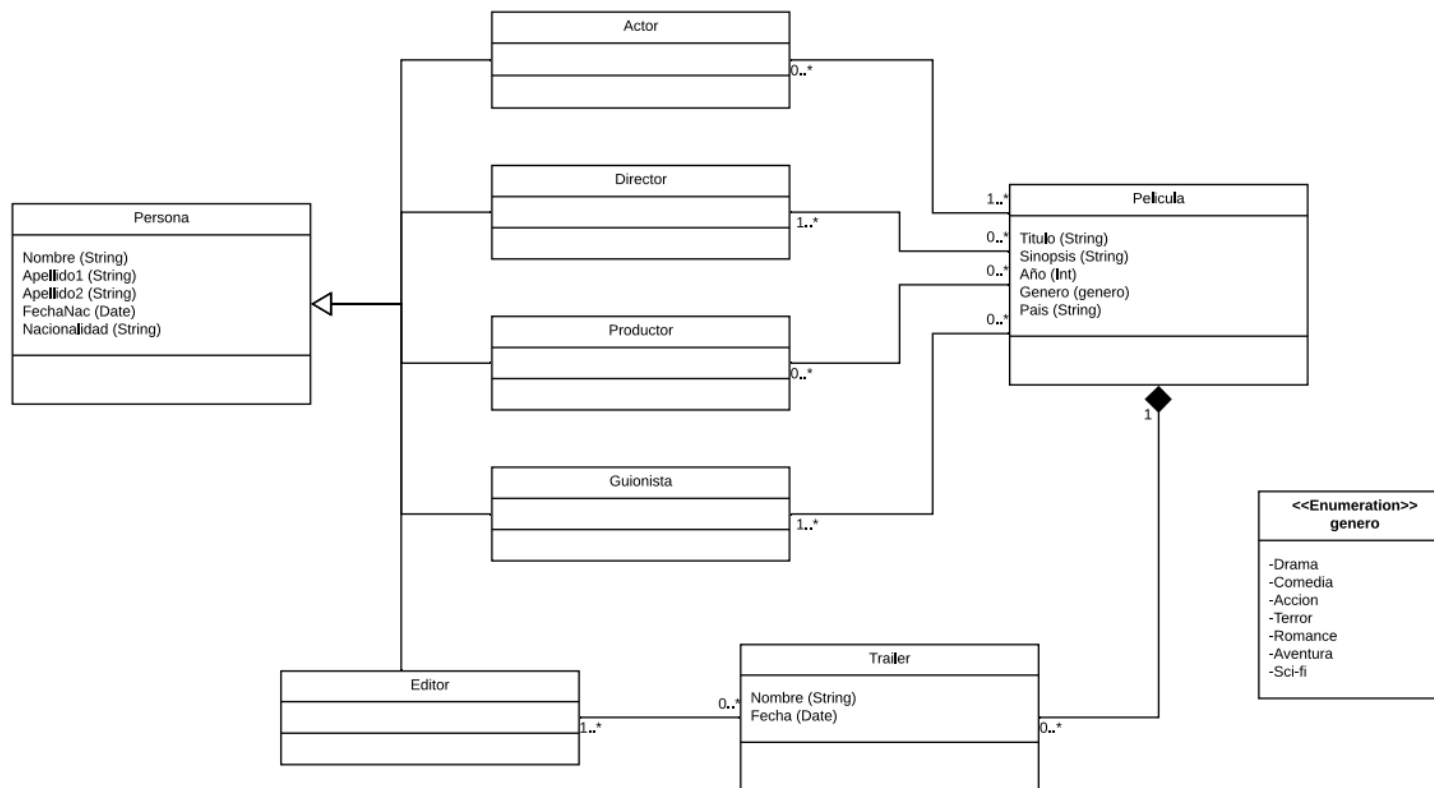 Actor
0..*
Director
1..*
Persona
Nombre (String)
Apellido1 (String)
Apellido2 (String)
FechaNac (Date)
Nacionalidad (String)
Productor
0..*
Guionista
1..*
1..*
0..*
0..*
0..*
Pelicula
Titulo (String)
Sinopsis (String)
Año (Int)
Genero (genero)
Pais (String)
1
<<Enumeration>>
genero
-Drama
-Comedia
-Accion
-Terror
-Romance
-Aventura
-Sci-fi
Editor
1..*
0..*
Trailer
Nombre (String)
Fecha (Date)
0..*